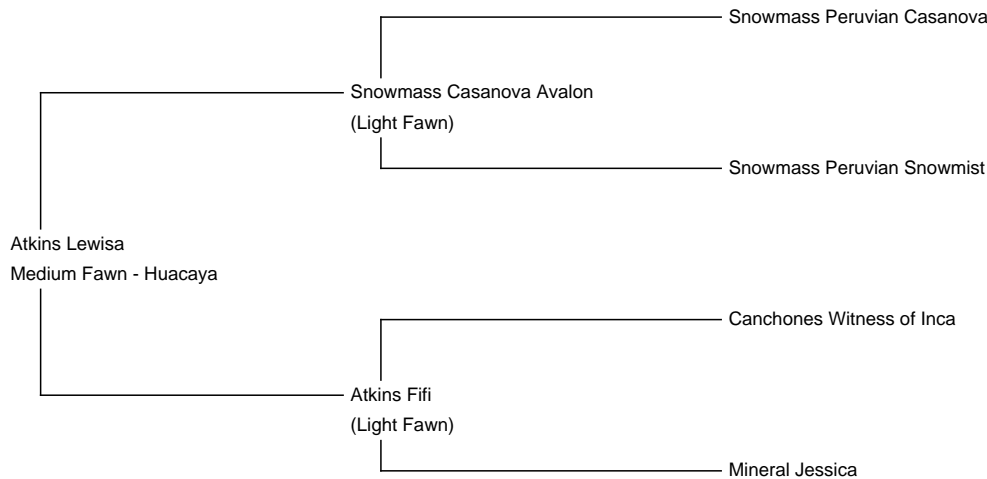 Snowmass Peruvian Casanova
Snowmass Casanova Avalon
(Light Fawn)
Snowmass Peruvian Snowmist
Atkins Lewisa
Medium Fawn - Huacaya
Canchones Witness of Inca
Atkins Fifi
(Light Fawn)
Mineral Jessica